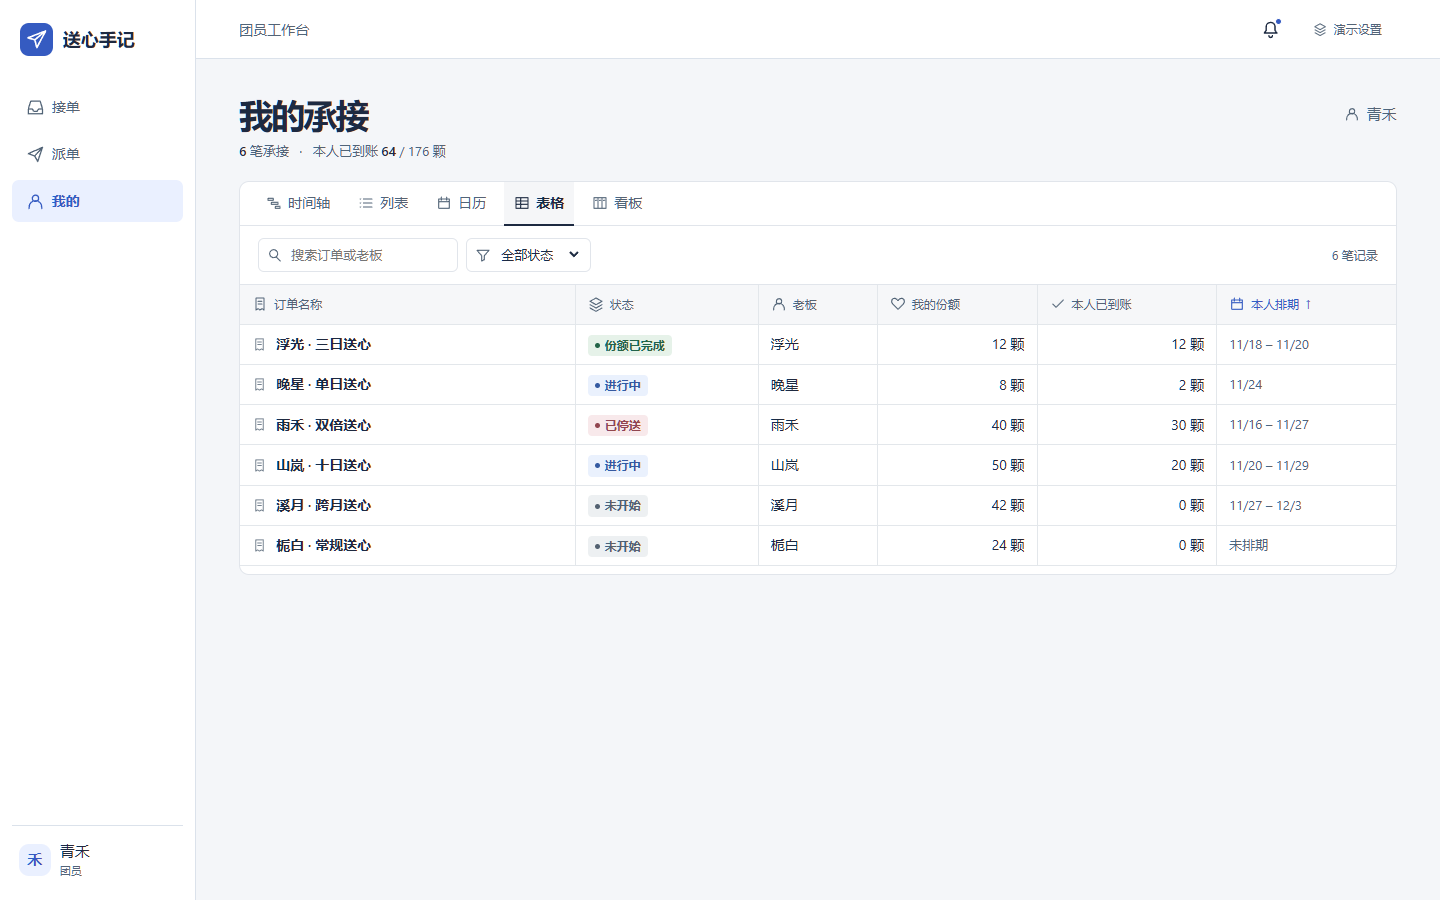 送心手记
团员工作台
演示设置
接单
派单
我的
我的承接
青禾
6 笔承接 · 本人已到账 64 / 176 颗
时间轴 列表 日历 表格 看板
搜索订单或老板 全部状态 6 笔记录
订单名称 状态 老板 我的份额 本人已到账 本人排期 ↑
浮光 · 三日送心 份额已完成 浮光 12 颗 12 颗 11/18 – 11/20
晚星 · 单日送心 进行中 晚星 8 颗 2 颗 11/24
雨禾 · 双倍送心 已停送 雨禾 40 颗 30 颗 11/16 – 11/27
山岚 · 十日送心 进行中 山岚 50 颗 20 颗 11/20 – 11/29
溪月 · 跨月送心 未开始 溪月 42 颗 0 颗 11/27 – 12/3
栀白 · 常规送心 未开始 栀白 24 颗 0 颗 未排期
禾 青禾
团员